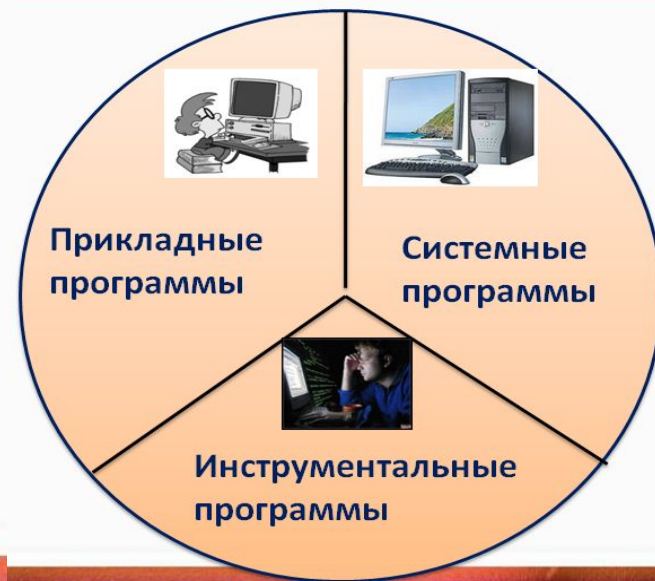 Прикладные
программы
Системные
программы
Инструментальные
программы